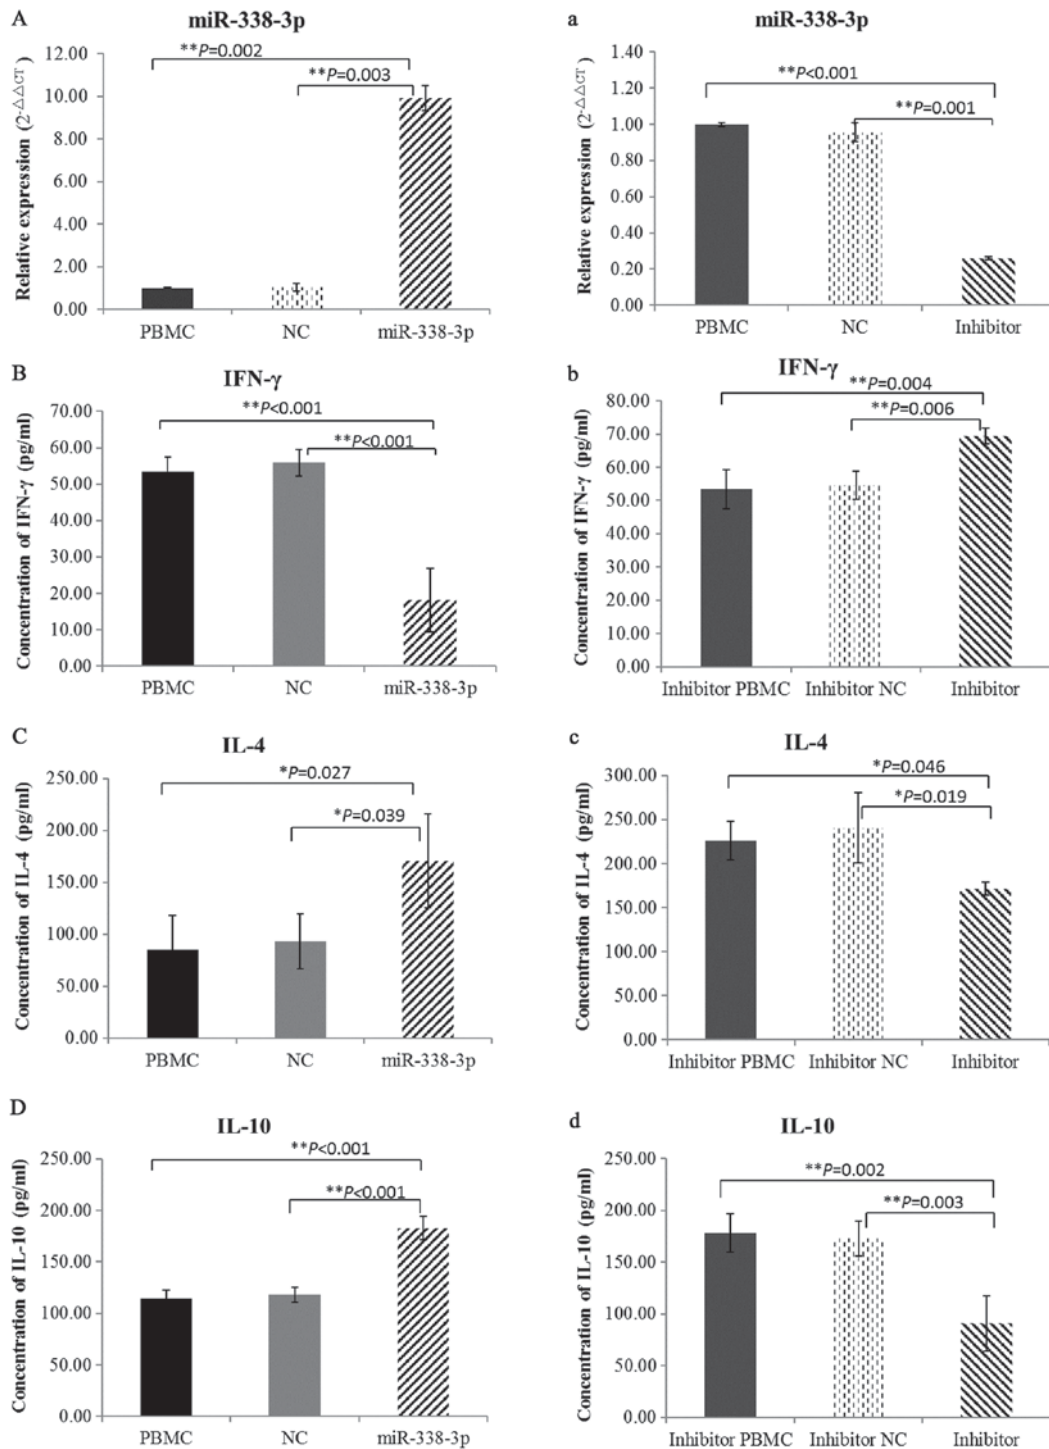 A
miR-338-3p
**P=0.002
**P=0.003
Relative expression (2-△△CT)
12.00
10.00
8.00
6.00
4.00
2.00
0.00
PBMC NC miR-338-3p
a
miR-338-3p
**P<0.001
**P=0.001
Relative expression (2-△△CT)
1.40
1.20
1.00
0.80
0.60
0.40
0.20
0.00
PBMC NC Inhibitor
B
IFN-γ
**P<0.001
**P<0.001
Concentration of IFN-γ (pg/ml)
70.00
60.00
50.00
40.00
30.00
20.00
10.00
0.00
PBMC NC miR-338-3p
b
IFN-γ
**P=0.004
**P=0.006
Concentration of IFN-γ (pg/ml)
80.00
70.00
60.00
50.00
40.00
30.00
20.00
10.00
0.00
Inhibitor PBMC Inhibitor NC Inhibitor
C
IL-4
*P=0.027
*P=0.039
Concentration of IL-4 (pg/ml)
250.00
200.00
150.00
100.00
50.00
0.00
PBMC NC miR-338-3p
c
IL-4
*P=0.046
*P=0.019
Concentration of IL-4 (pg/ml)
300.00
250.00
200.00
150.00
100.00
50.00
0.00
Inhibitor PBMC Inhibitor NC Inhibitor
D
IL-10
**P<0.001
**P<0.001
Concentration of IL-10 (pg/ml)
250.00
200.00
150.00
100.00
50.00
0.00
PBMC NC miR-338-3p
d
IL-10
**P=0.002
**P=0.003
Concentration of IL-10 (pg/ml)
250.00
200.00
150.00
100.00
50.00
0.00
Inhibitor PBMC Inhibitor NC Inhibitor